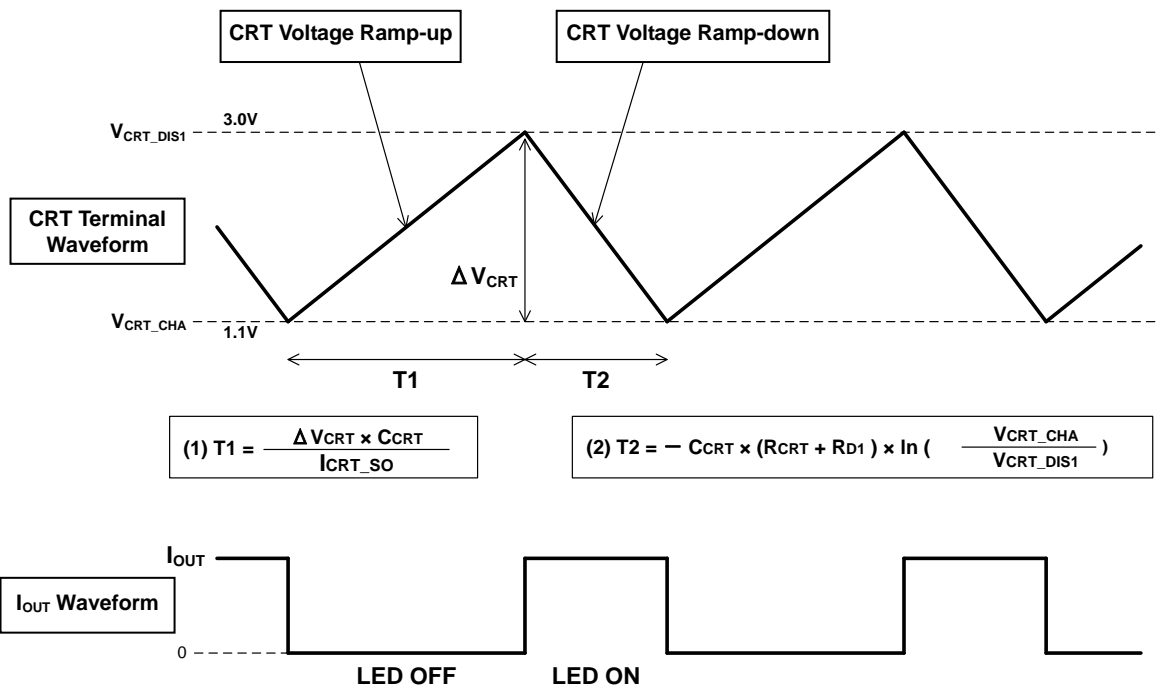 CRT Voltage Ramp-up
CRT Voltage Ramp-down
VCRT_DIS1
3.0V
CRT Terminal
Waveform
Δ VCRT
VCRT_CHA
1.1V
T1
T2
(1) T1 = Δ VCRT × CCRT / ICRT_SO
(2) T2 = － CCRT × (RCRT + RD1 ) × ln ( VCRT_CHA / VCRT_DIS1 )
IOUT
IOUT Waveform
0
LED OFF
LED ON